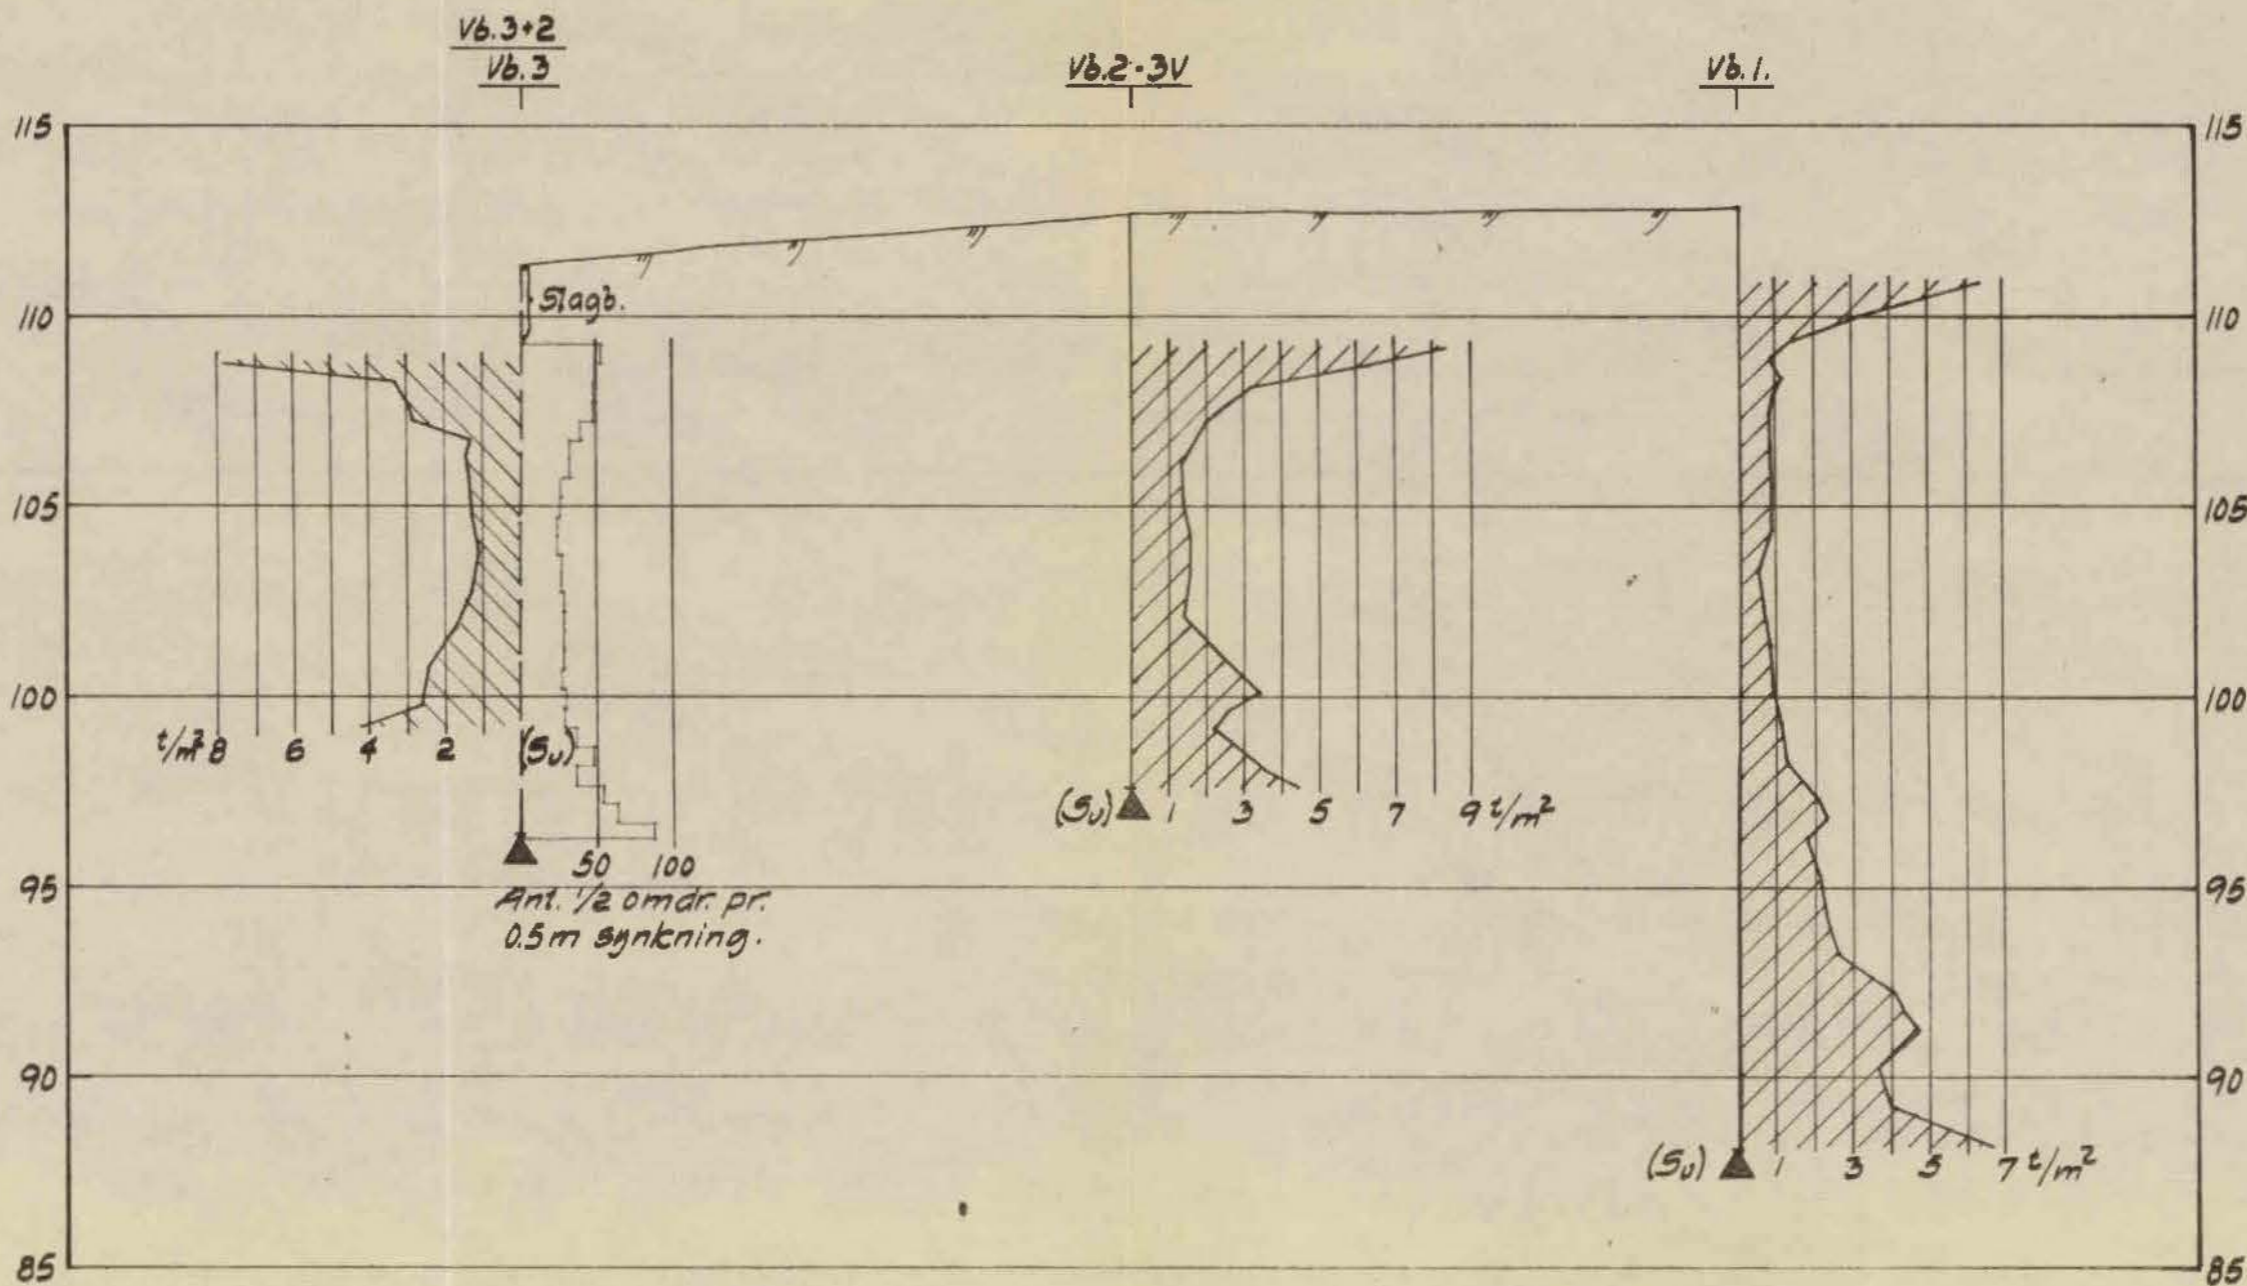 Vb.3+2
Vb.3
Vb.2-3V
Vb.1.
115
115
Slagb.
110
110
105
105
100
100
t/m² 8 6 4 2 (Su)
(Su) 1 3 5 7 9 t/m²
50 100
Ant. 1/2 omdr. pr.
0.5m synkning.
95
95
90
90
(Su) 1 3 5 7 t/m²
85
85